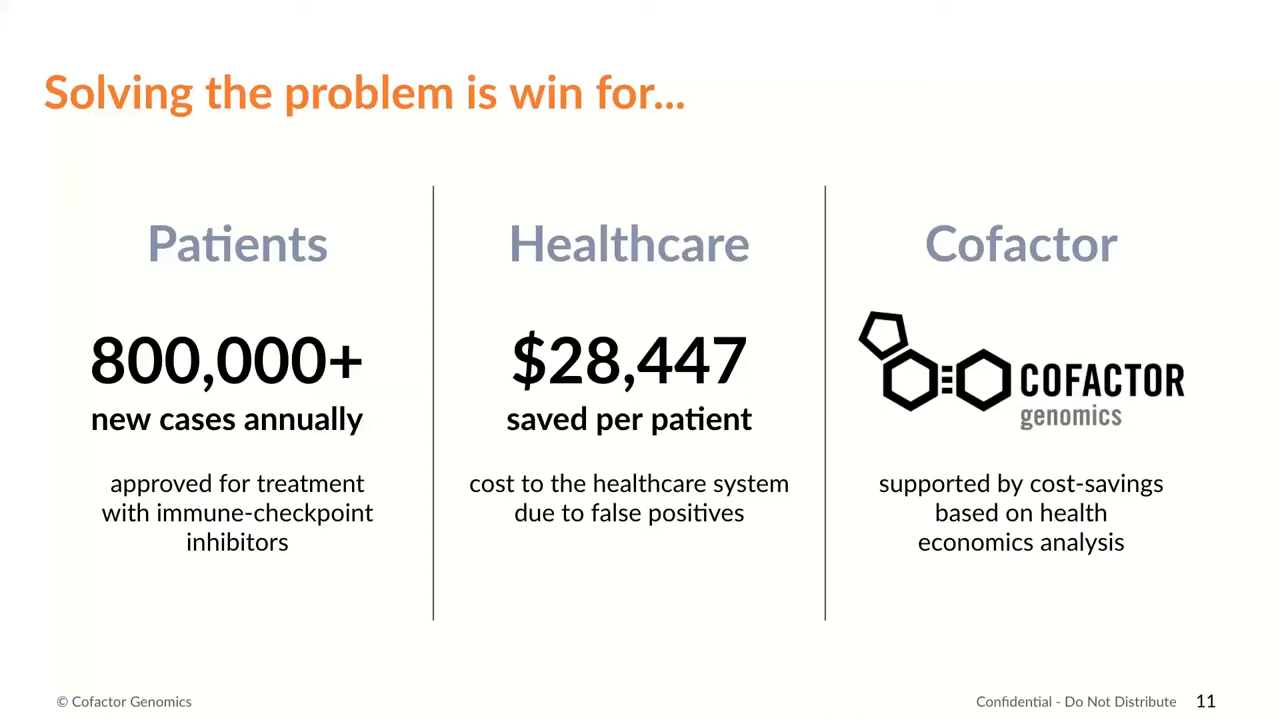 Solving the problem is win for...
Patients
800,000+
new cases annually
approved for treatment
with immune-checkpoint
inhibitors
Healthcare
$28,447
saved per patient
cost to the healthcare system
due to false positives
Cofactor
COFACTOR
genomics
supported by cost-savings
based on health
economics analysis
© Cofactor Genomics
Confidential - Do Not Distribute 11